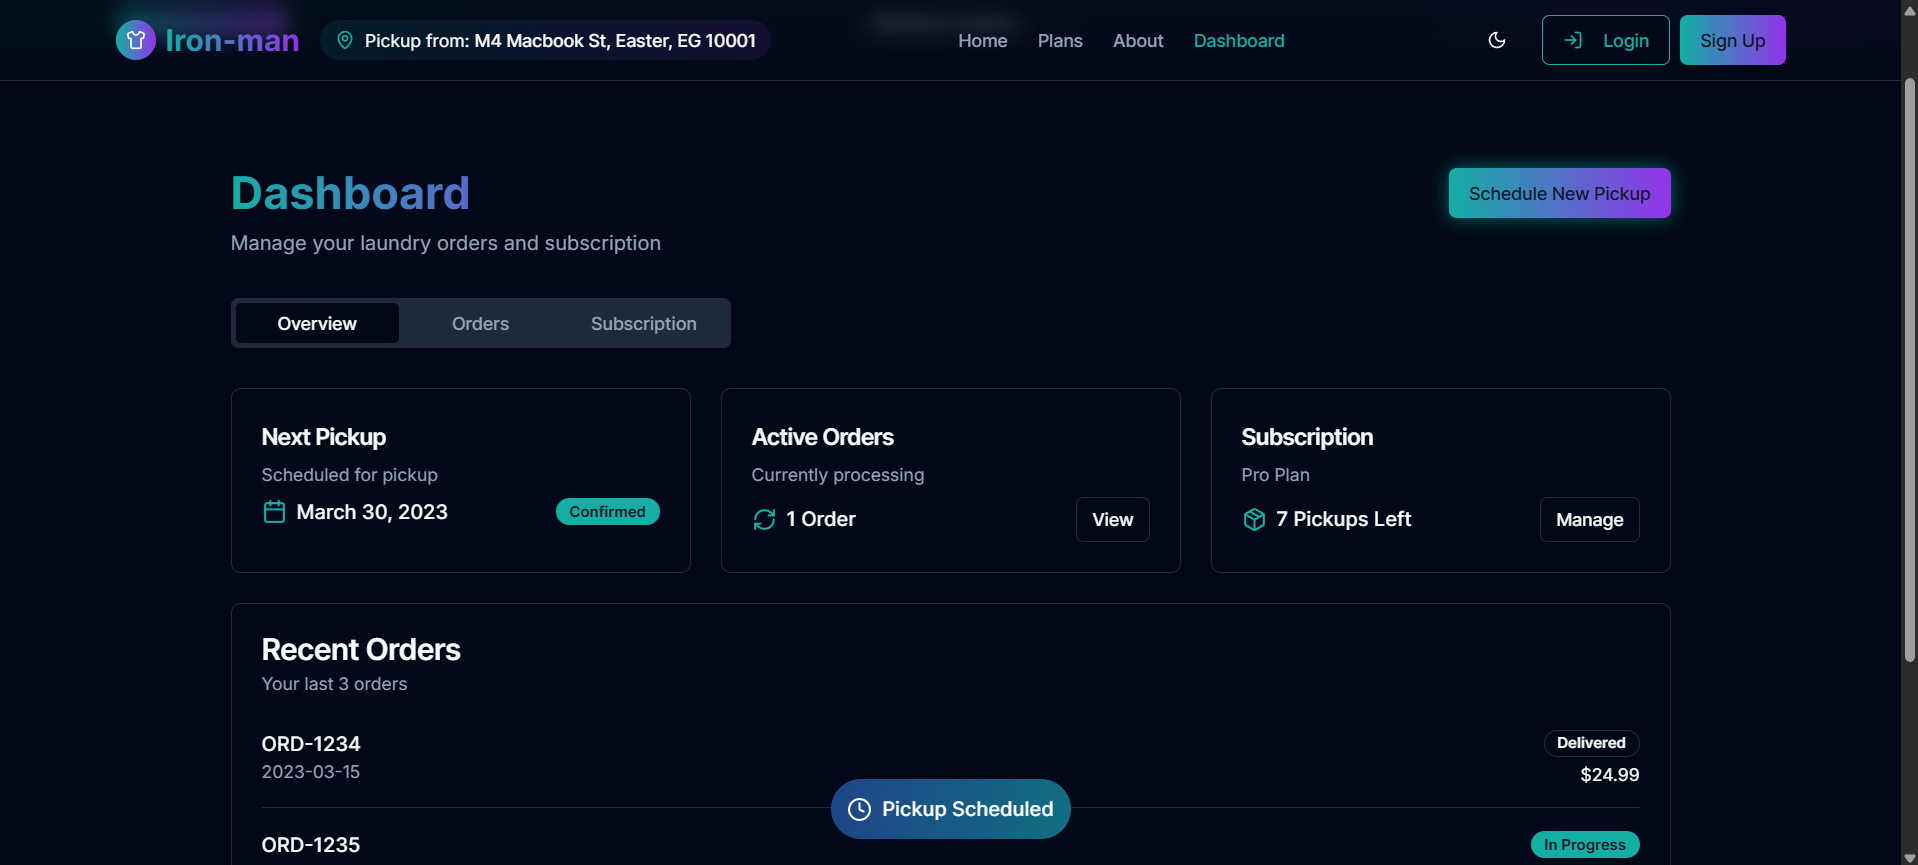 Iron-man
Pickup from: M4 Macbook St, Easter, EG 10001
Home
Plans
About
Dashboard
Login
Sign Up
Dashboard
Schedule New Pickup
Manage your laundry orders and subscription
Overview
Orders
Subscription
Next Pickup
Scheduled for pickup
March 30, 2023
Confirmed
Active Orders
Currently processing
1 Order
View
Subscription
Pro Plan
7 Pickups Left
Manage
Recent Orders
Your last 3 orders
ORD-1234
Delivered
2023-03-15
$24.99
Pickup Scheduled
ORD-1235
In Progress